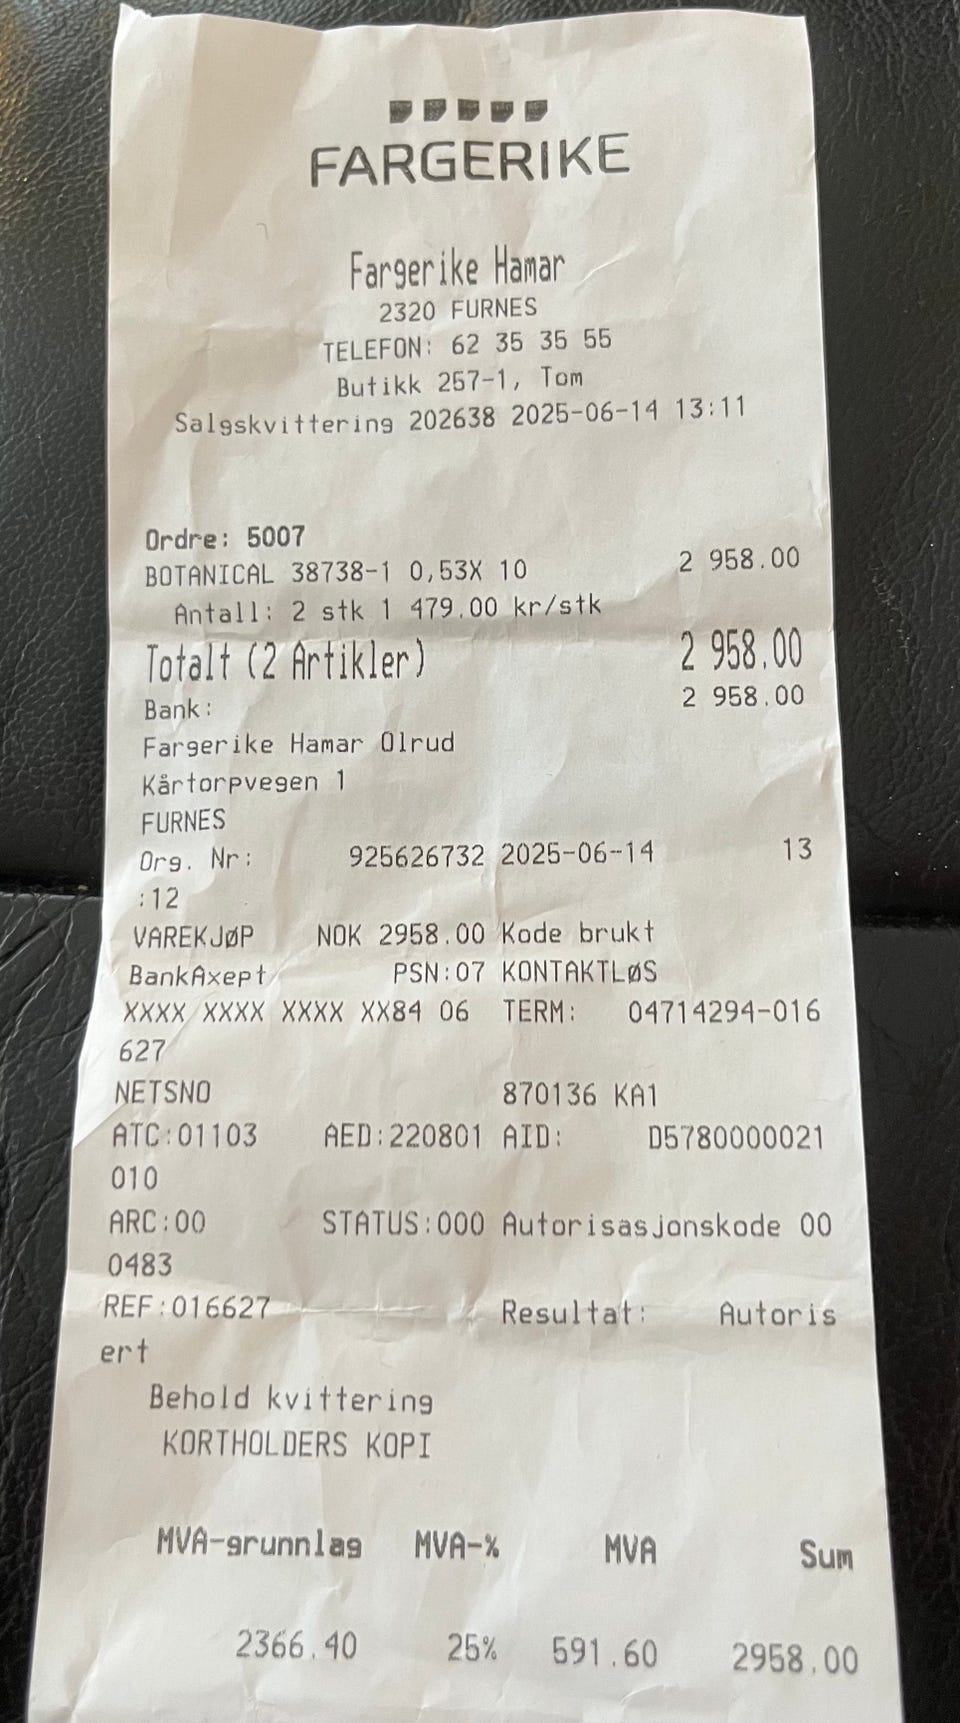 FARGERIKE
Fargerike Hamar
2320 FURNES
TELEFON: 62 35 35 55
Butikk 257-1, Tom
Salgskvittering 202638 2025-06-14 13:11
Ordre: 5007
BOTANICAL 38738-1 0,53X 10 2 958.00
Antall: 2 stk 1 479.00 kr/stk
Totalt (2 Artikler) 2 958.00
Bank: 2 958.00
Fargerike Hamar Olrud
Kårtorpvegen 1
FURNES
Org. Nr: 925626732 2025-06-14 13
:12
VAREKJØP NOK 2958.00 Kode brukt
BankAxept PSN:07 KONTAKTLØS
XXXX XXXX XXXX XX84 06 TERM: 04714294-016
627
NETSNO 870136 KA1
ATC:01103 AED:220801 AID: D5780000021
010
ARC:00 STATUS:000 Autorisasjonskode 00
0483
REF:016627 Resultat: Autoris
ert
Behold kvittering
KORTHOLDERS KOPI
MVA-grunnlag MVA-% MVA Sum
2366.40 25% 591.60 2958.00